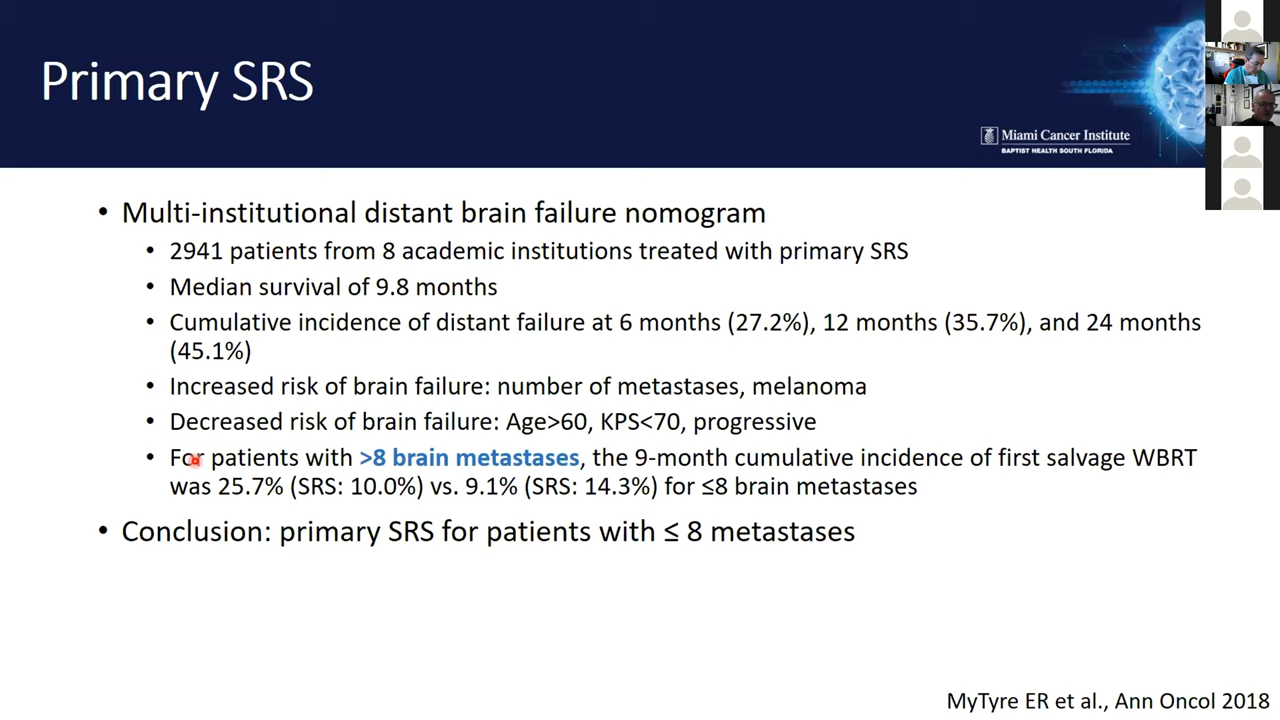 Primary SRS
Miami Cancer Institute
BAPTIST HEALTH SOUTH FLORIDA
• Multi-institutional distant brain failure nomogram
• 2941 patients from 8 academic institutions treated with primary SRS
• Median survival of 9.8 months
• Cumulative incidence of distant failure at 6 months (27.2%), 12 months (35.7%), and 24 months
(45.1%)
• Increased risk of brain failure: number of metastases, melanoma
• Decreased risk of brain failure: Age>60, KPS<70, progressive
• For patients with >8 brain metastases, the 9-month cumulative incidence of first salvage WBRT
was 25.7% (SRS: 10.0%) vs. 9.1% (SRS: 14.3%) for ≤8 brain metastases
• Conclusion: primary SRS for patients with ≤ 8 metastases
MyTyre ER et al., Ann Oncol 2018